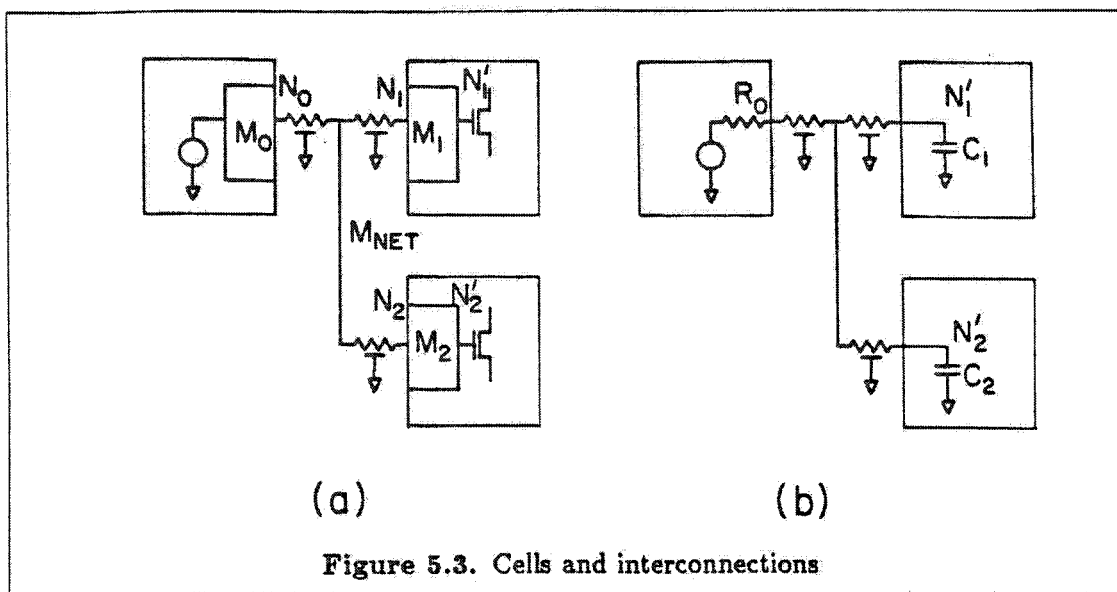 N₀ N₁ N₁′
M₀ M₁
M_NET
N₂ N₂′
M₂
(a)
R₀ N₁′
C₁
N₂′
C₂
(b)
Figure 5.3. Cells and interconnections